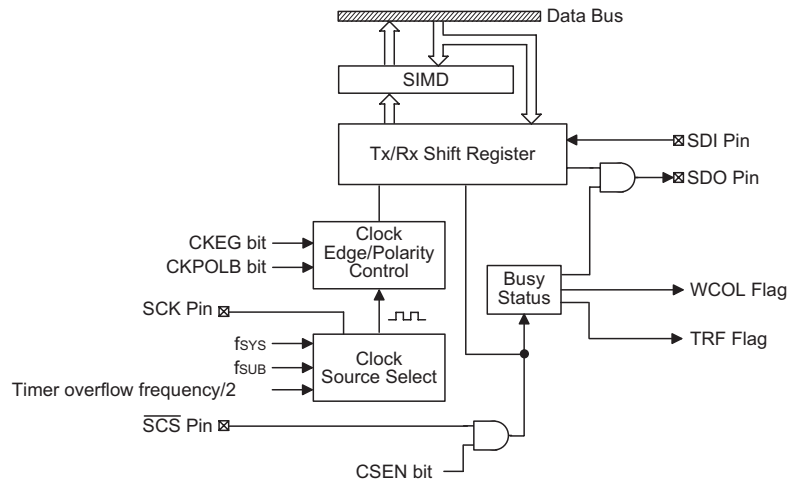 Data Bus
SIMD
Tx/Rx Shift Register
SDI Pin
SDO Pin
CKEG bit
CKPOLB bit
Clock
Edge/Polarity
Control
Busy
Status
WCOL Flag
TRF Flag
SCK Pin
fSYS
fSUB
Timer overflow frequency/2
Clock
Source Select
SCS Pin
CSEN bit